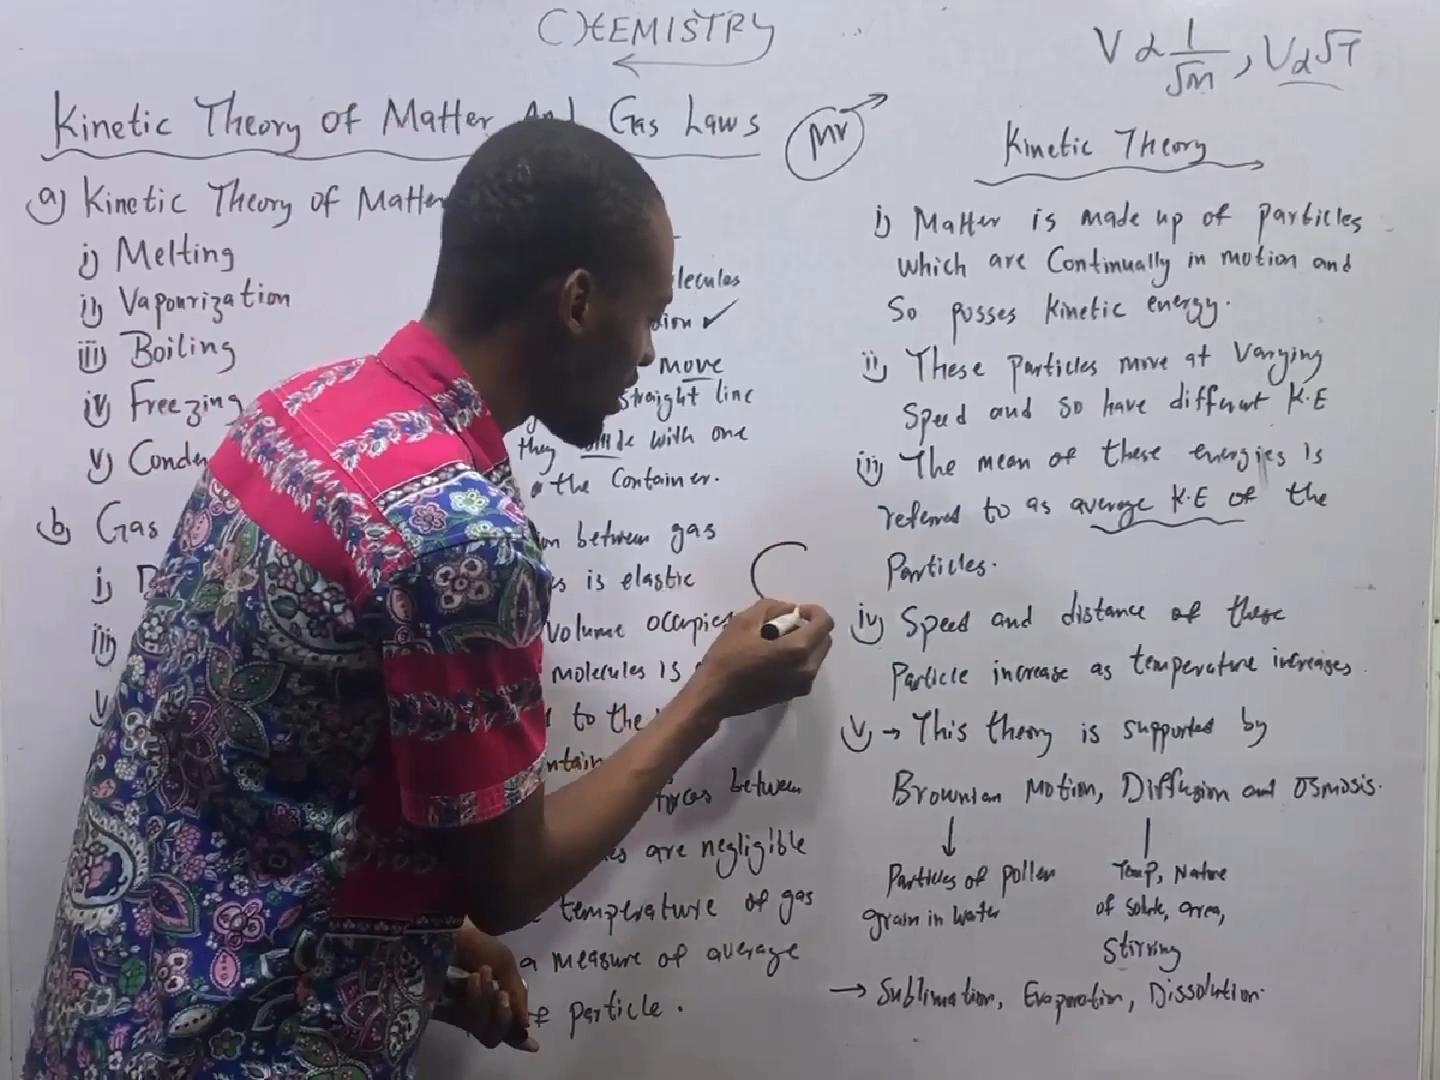 CHEMISTRY
V α 1/√m, V α √T
Kinetic Theory of Matter And Gas Laws
a) Kinetic Theory of Matter
i) Melting
ii) Vapourization
iii) Boiling
iv) Freezing
v) Conde
b) Gas
i)
iii)
v
lecules
ion ✓
move
straight line
they with one
the Container.
between gas
is elastic
volume occupie
molecules is
to the
ntain
forces between
are negligible
temperature of gas
a measure of average
particle.
Mr
Kinetic Theory
i) Matter is made up of particles
which are Continually in motion and
So posses kinetic energy.
ii) These particles move at Varying
Speed and so have different K.E
iii) The mean of these energies is
referred to as average K.E of the
Particles.
iv) Speed and distance of these
Particle increase as temperature increases.
v) → This theory is supported by
Brownian Motion, Diffusion and Osmosis.
Particles of pollen
grain in water
Temp, Nature
of solute, area,
Stirring
→ Sublimation, Evaporation, Dissolution.